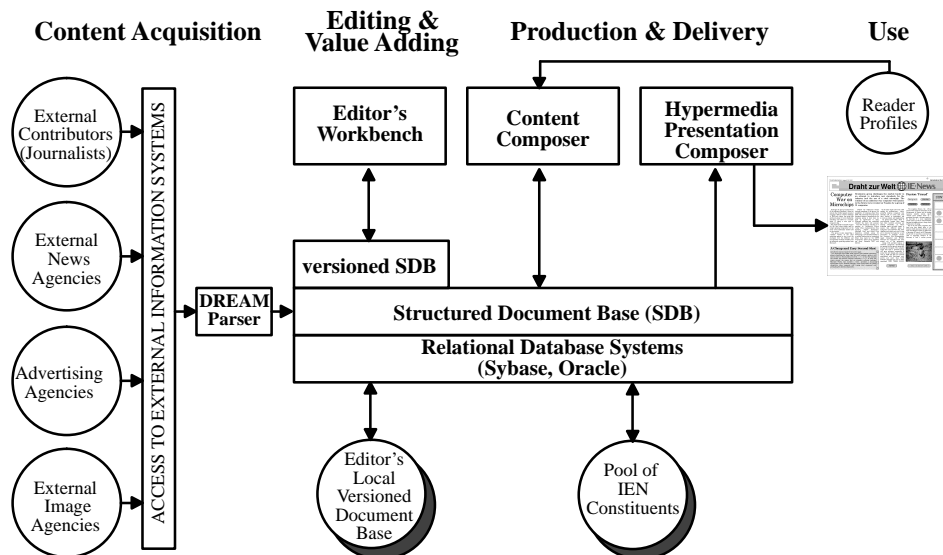 Content Acquisition
Editing &
Value Adding
Production & Delivery
Use
External
Contributors
(Journalists)
External
News
Agencies
Advertising
Agencies
External
Image
Agencies
ACCESS TO EXTERNAL INFORMATION SYSTEMS
DREAM
Parser
Editor's
Workbench
Content
Composer
Hypermedia
Presentation
Composer
Reader
Profiles
Draht zur Welt IE-News
Computer
War on
Microchips
versioned SDB
Structured Document Base (SDB)
Relational Database Systems
(Sybase, Oracle)
Editor's
Local
Versioned
Document
Base
Pool of
IEN
Constituents